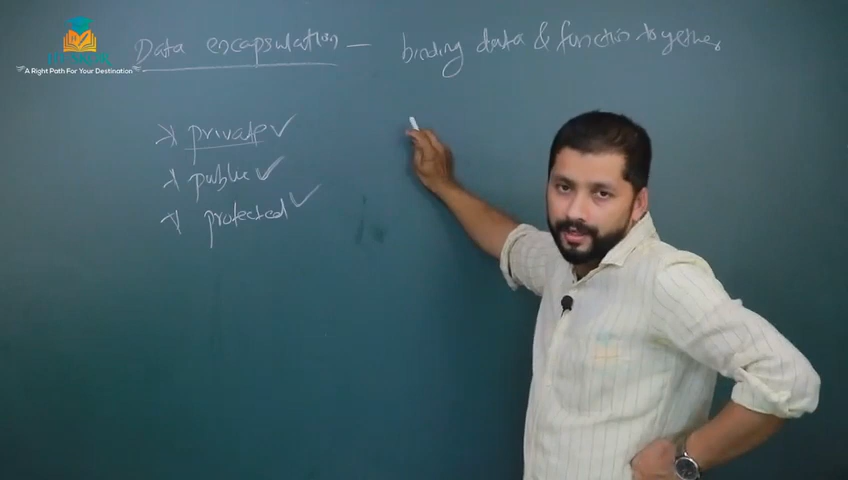 Data encapsulation — binding data & function together
A Right Path For Your Destination
* private ✓
* public ✓
* protected ✓